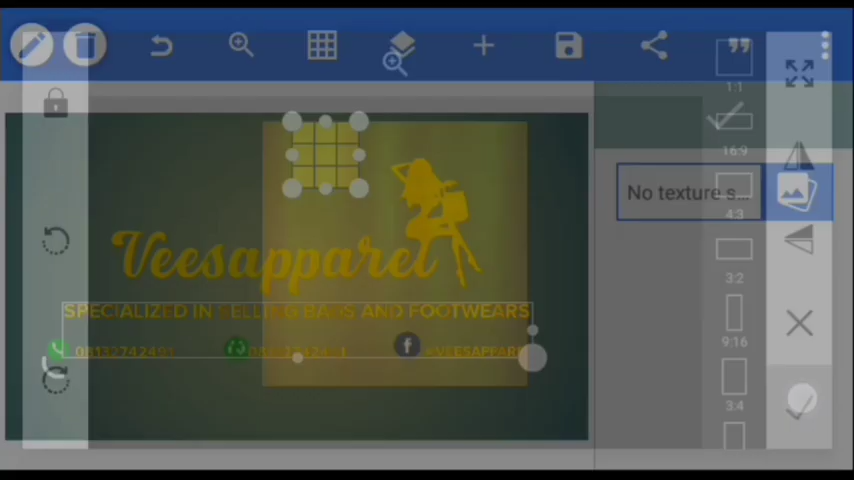 1:1
16:9
No texture s...
4:3
Veesapparel
3:2
SPECIALIZED IN SELLING BAGS AND FOOTWEARS
9:16
@VEESAPPAREL
3:4